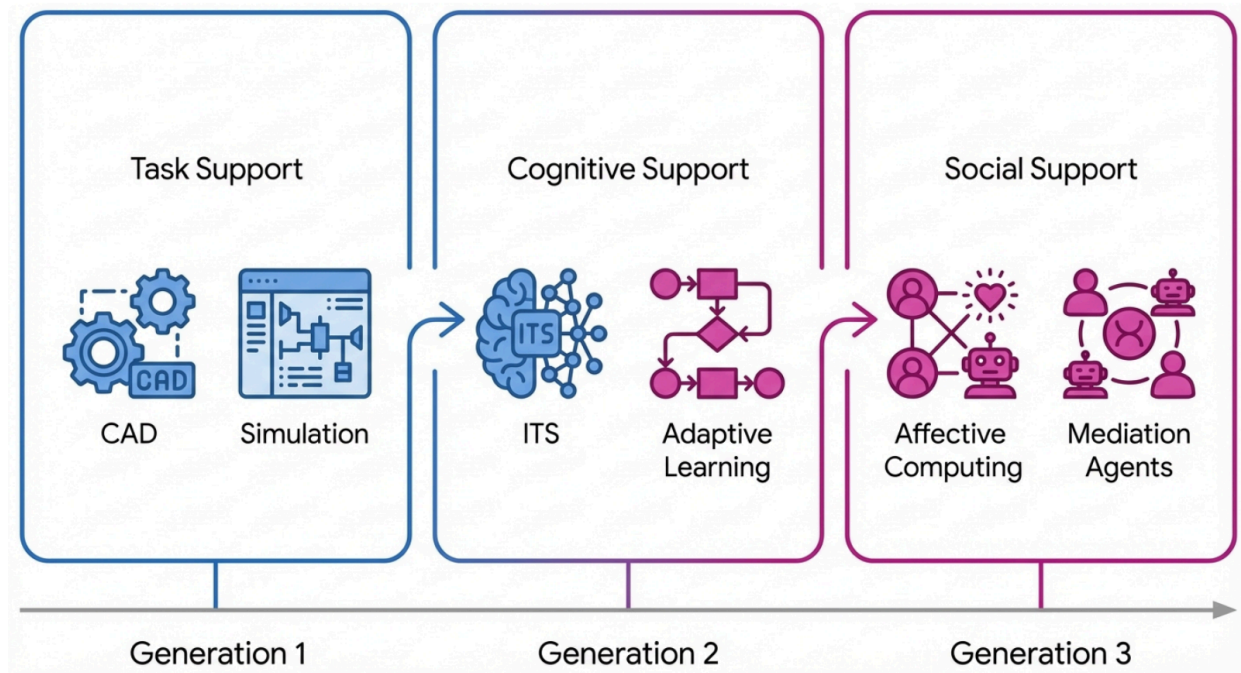 Task Support
CAD
CAD
Simulation
Cognitive Support
ITS
ITS
Adaptive
Learning
Social Support
Affective
Computing
Mediation
Agents
Generation 1
Generation 2
Generation 3